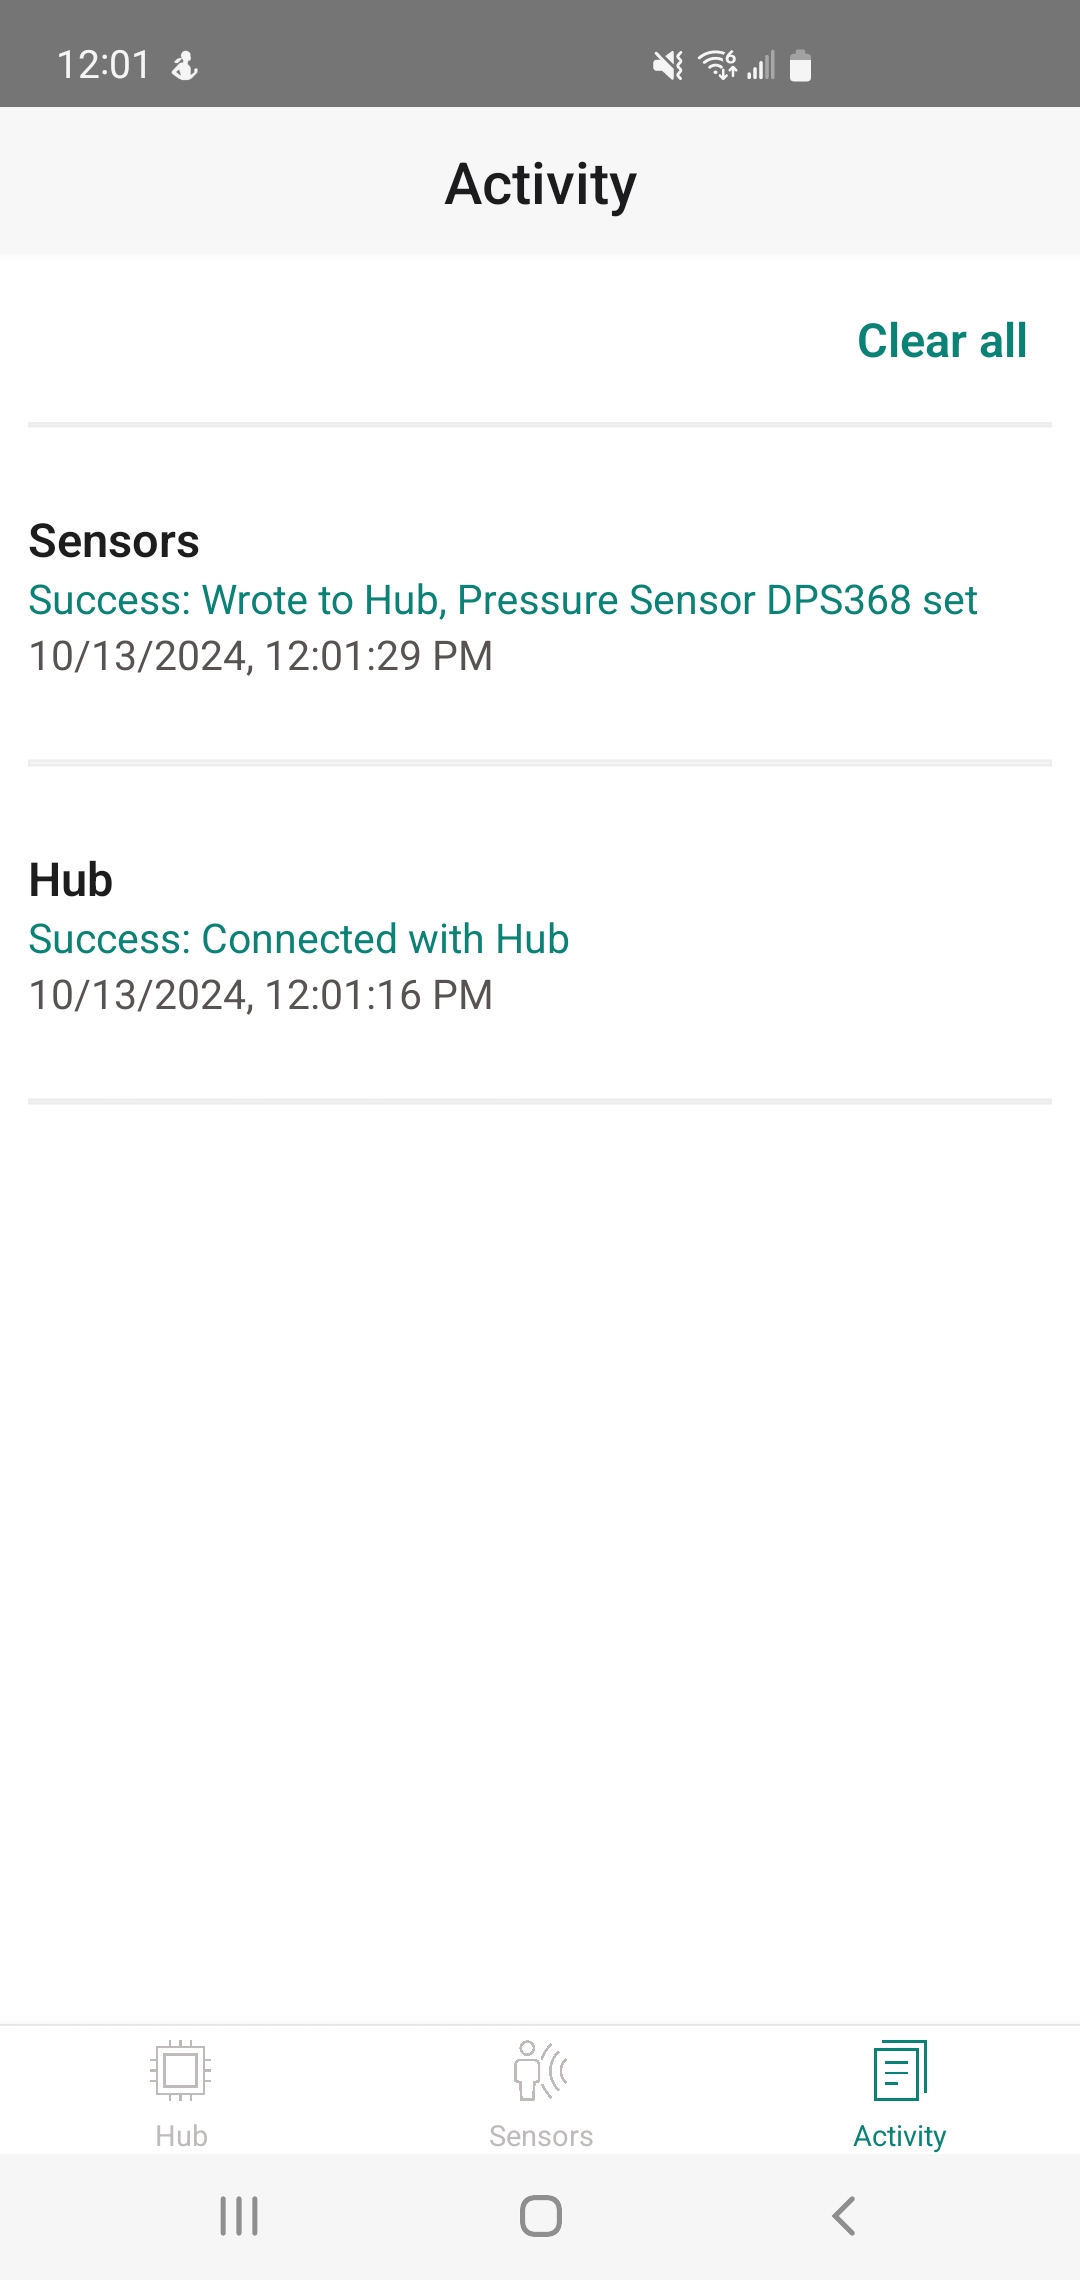 12:01
Activity
Clear all
Sensors
Success: Wrote to Hub, Pressure Sensor DPS368 set
10/13/2024, 12:01:29 PM
Hub
Success: Connected with Hub
10/13/2024, 12:01:16 PM
Hub
Sensors
Activity